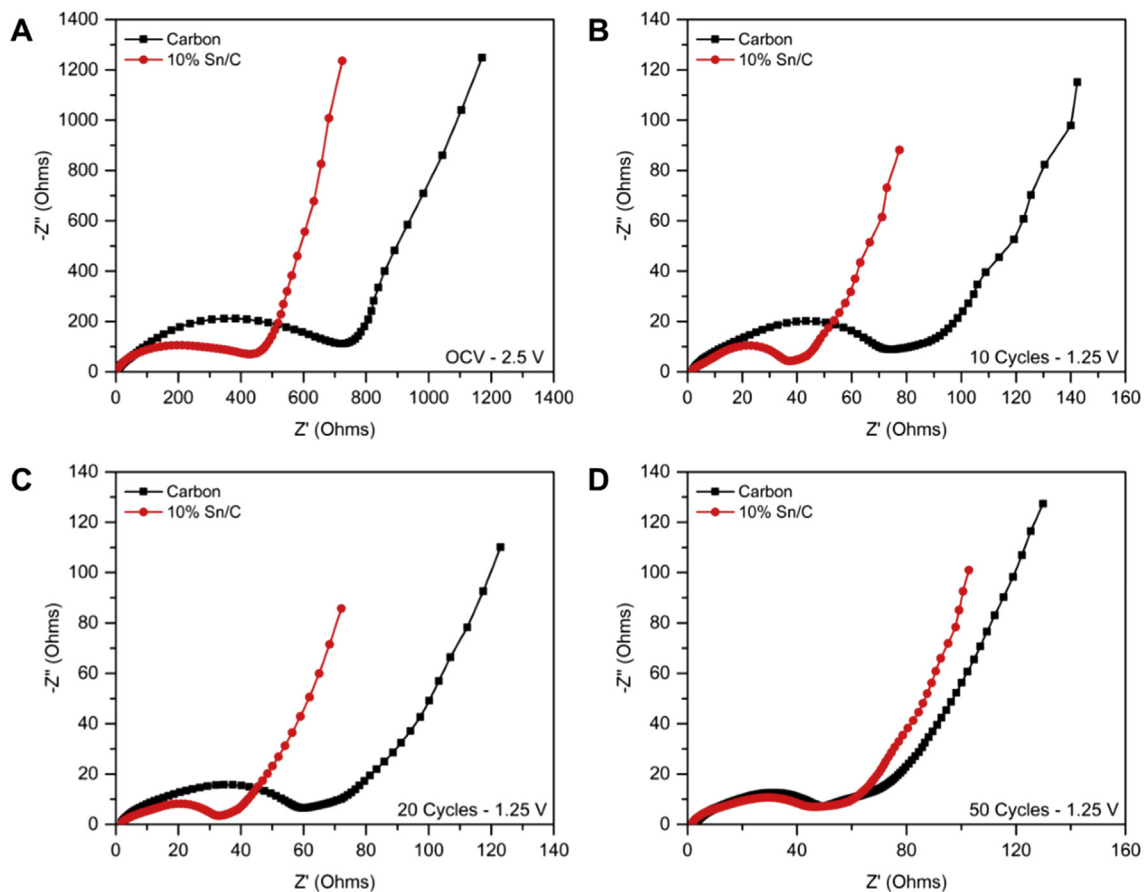 A
Carbon
10% Sn/C
1400
1200
1000
800
600
400
200
0
-Z" (Ohms)
0 200 400 600 800 1000 1200 1400
Z' (Ohms)
OCV - 2.5 V
B
Carbon
10% Sn/C
140
120
100
80
60
40
20
0
-Z" (Ohms)
0 20 40 60 80 100 120 140 160
Z' (Ohms)
10 Cycles - 1.25 V
C
Carbon
10% Sn/C
140
120
100
80
60
40
20
0
-Z" (Ohms)
0 20 40 60 80 100 120 140
Z' (Ohms)
20 Cycles - 1.25 V
D
Carbon
10% Sn/C
140
120
100
80
60
40
20
0
-Z" (Ohms)
0 40 80 120 160
Z' (Ohms)
50 Cycles - 1.25 V